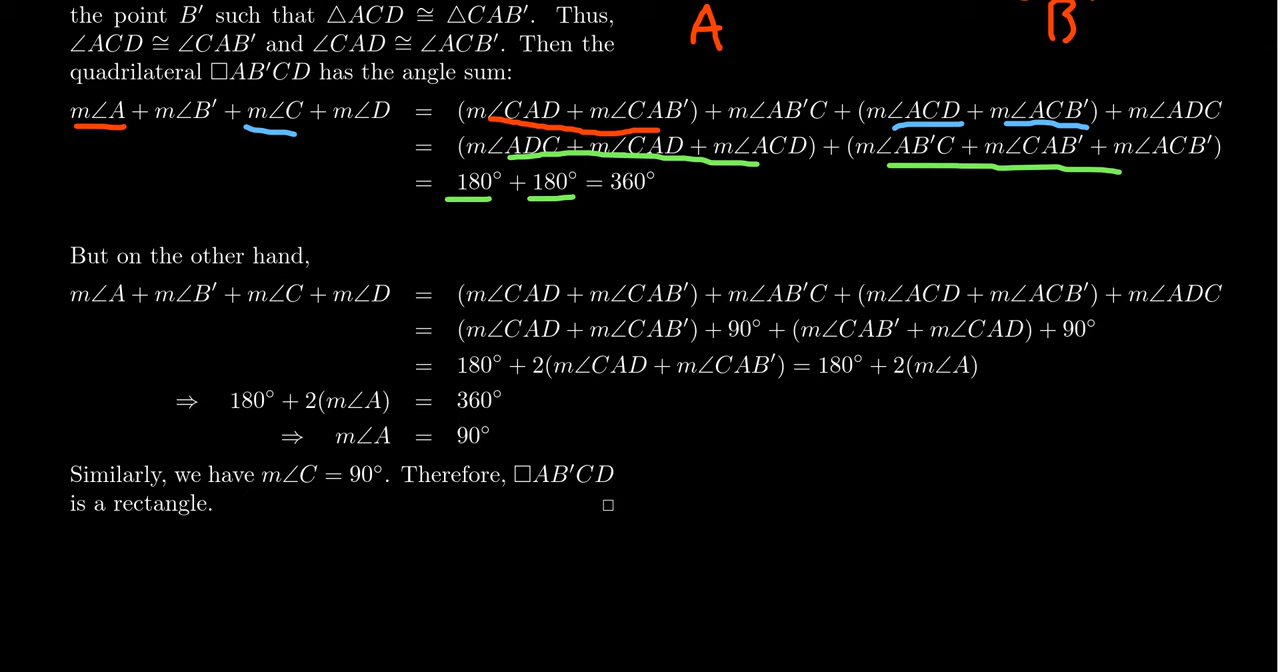 the point B′ such that △ACD ≅ △CAB′. Thus,
∠ACD ≅ ∠CAB′ and ∠CAD ≅ ∠ACB′. Then the
A
B
quadrilateral □AB′CD has the angle sum:
m∠A + m∠B′ + m∠C + m∠D = (m∠CAD + m∠CAB′) + m∠AB′C + (m∠ACD + m∠ACB′) + m∠ADC
= (m∠ADC + m∠CAD + m∠ACD) + (m∠AB′C + m∠CAB′ + m∠ACB′)
= 180° + 180° = 360°
But on the other hand,
m∠A + m∠B′ + m∠C + m∠D = (m∠CAD + m∠CAB′) + m∠AB′C + (m∠ACD + m∠ACB′) + m∠ADC
= (m∠CAD + m∠CAB′) + 90° + (m∠CAB′ + m∠CAD) + 90°
= 180° + 2(m∠CAD + m∠CAB′) = 180° + 2(m∠A)
⇒ 180° + 2(m∠A) = 360°
⇒ m∠A = 90°
Similarly, we have m∠C = 90°. Therefore, □AB′CD
is a rectangle. □